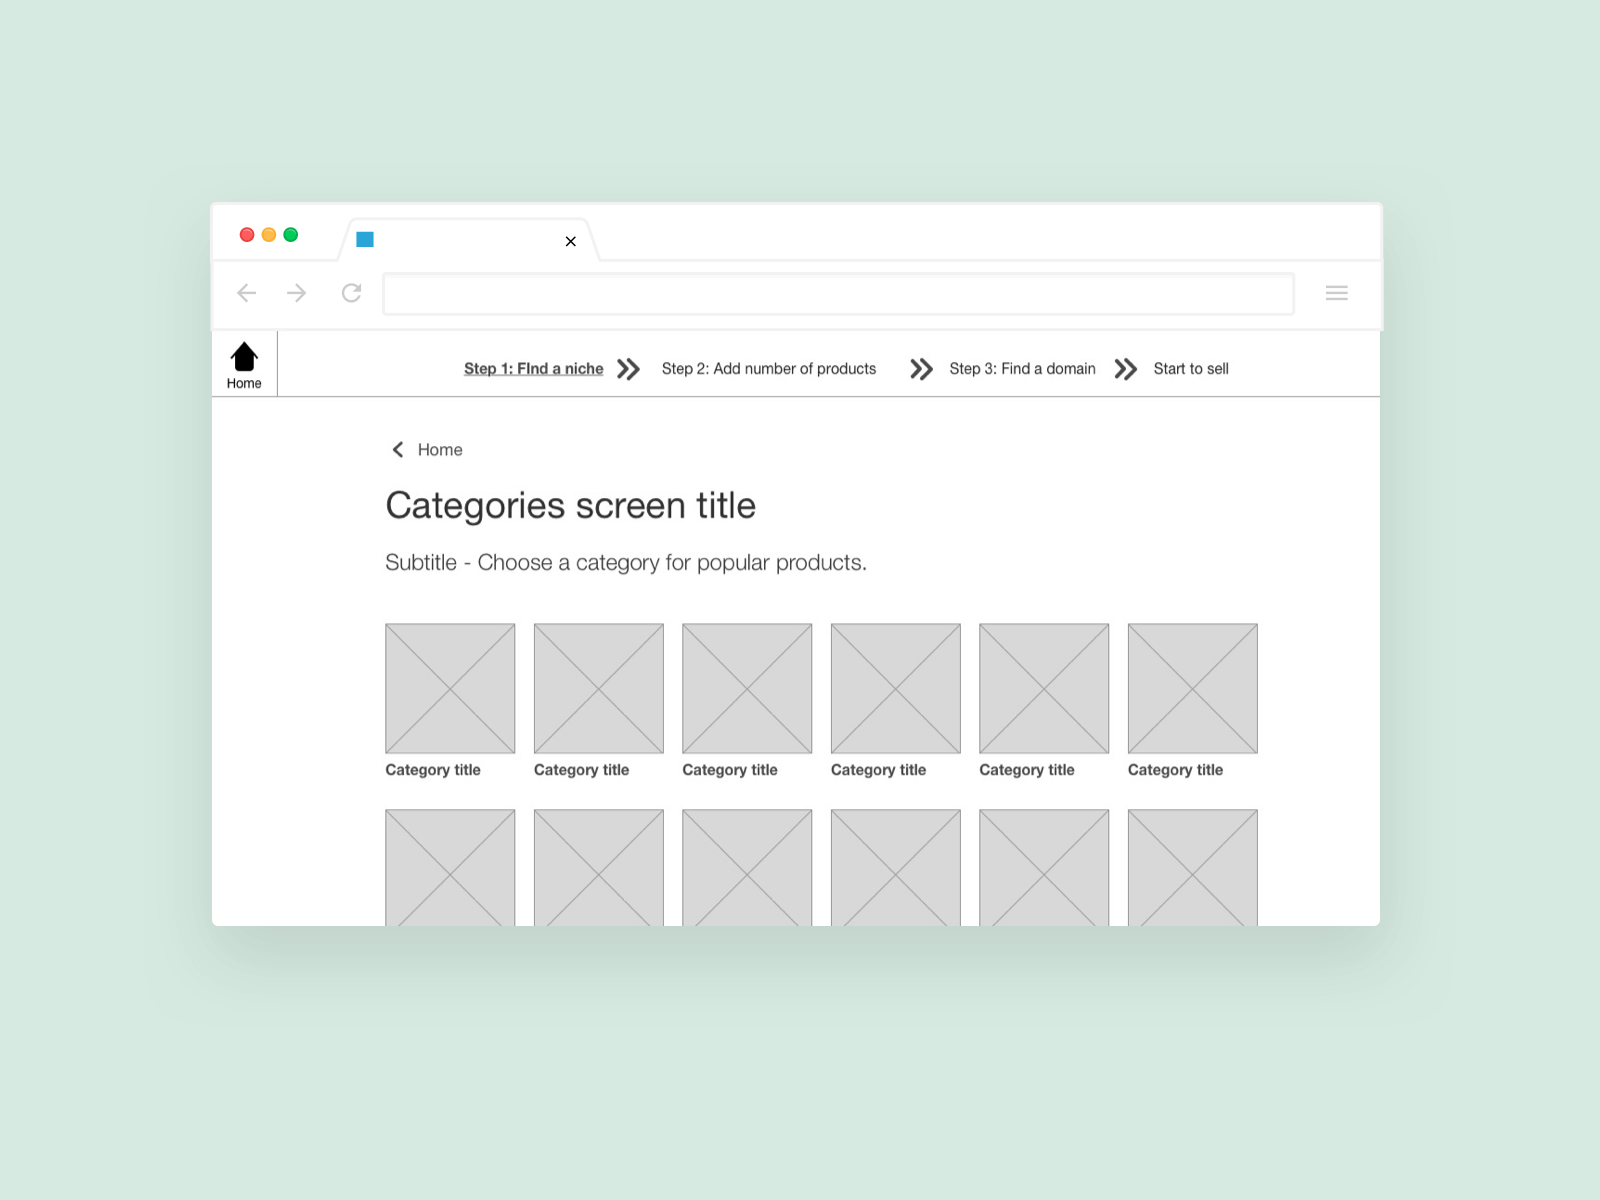 Home
Step 1: FInd a niche
Step 2: Add number of products
Step 3: Find a domain
Start to sell
Home
Categories screen title
Subtitle - Choose a category for popular products.
Category title
Category title
Category title
Category title
Category title
Category title